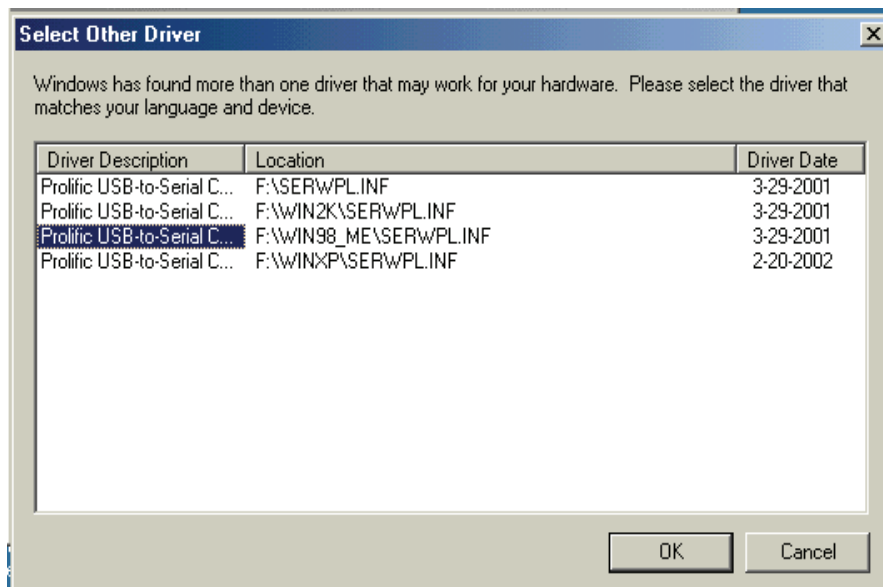 Select Other Driver
Windows has found more than one driver that may work for your hardware. Please select the driver that
matches your language and device.
Driver Description Location Driver Date
Prolific USB-to-Serial C... F:\SERWPL.INF 3-29-2001
Prolific USB-to-Serial C... F:\WIN2K\SERWPL.INF 3-29-2001
Prolific USB-to-Serial C... F:\WIN98_ME\SERWPL.INF 3-29-2001
Prolific USB-to-Serial C... F:\WINXP\SERWPL.INF 2-20-2002
OK Cancel